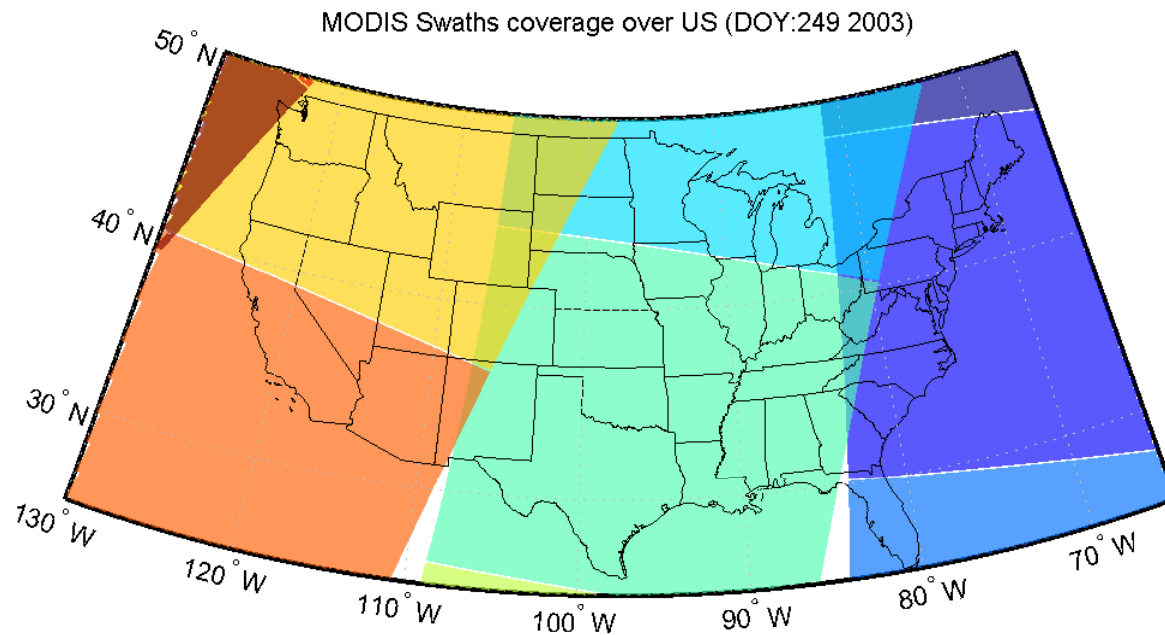 MODIS Swaths coverage over US (DOY:249 2003)
50° N
40° N
30° N
130° W
120° W
110° W
100° W
90° W
80° W
70° W